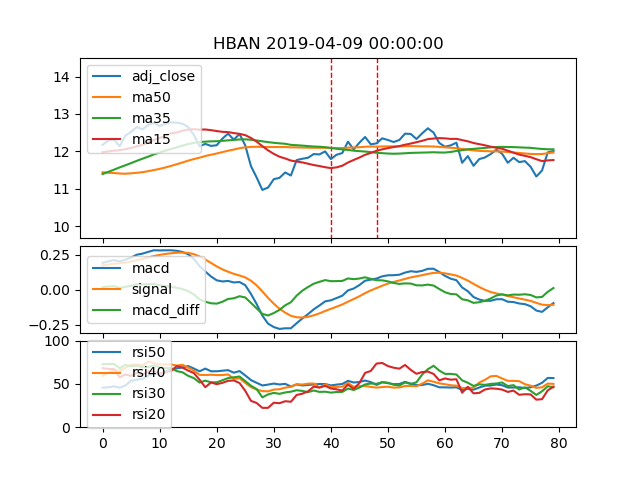 HBAN 2019-04-09 00:00:00
14
13
12
11
10
adj_close
ma50
ma35
ma15
0.25
0.00
−0.25
macd
signal
macd_diff
100
50
0
rsi50
rsi40
rsi30
rsi20
0 10 20 30 40 50 60 70 80